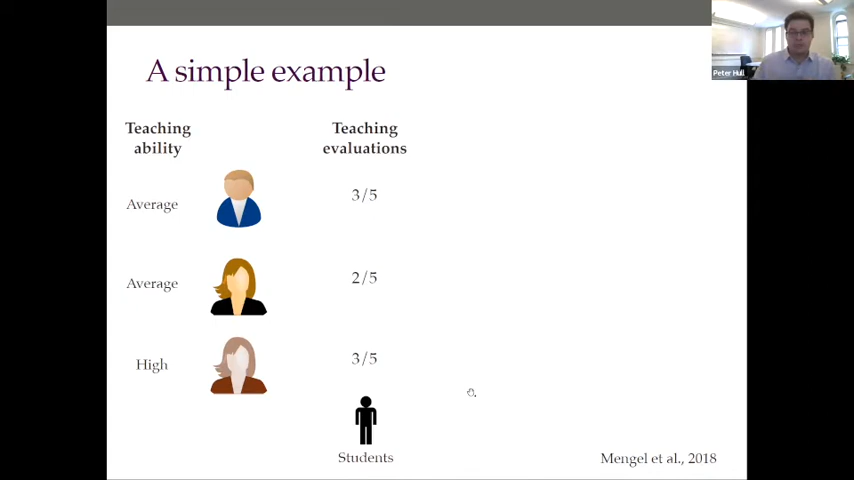 A simple example
Peter Hull
Teaching
ability
Teaching
evaluations
Average
3/5
Average
2/5
High
3/5
Students
Mengel et al., 2018